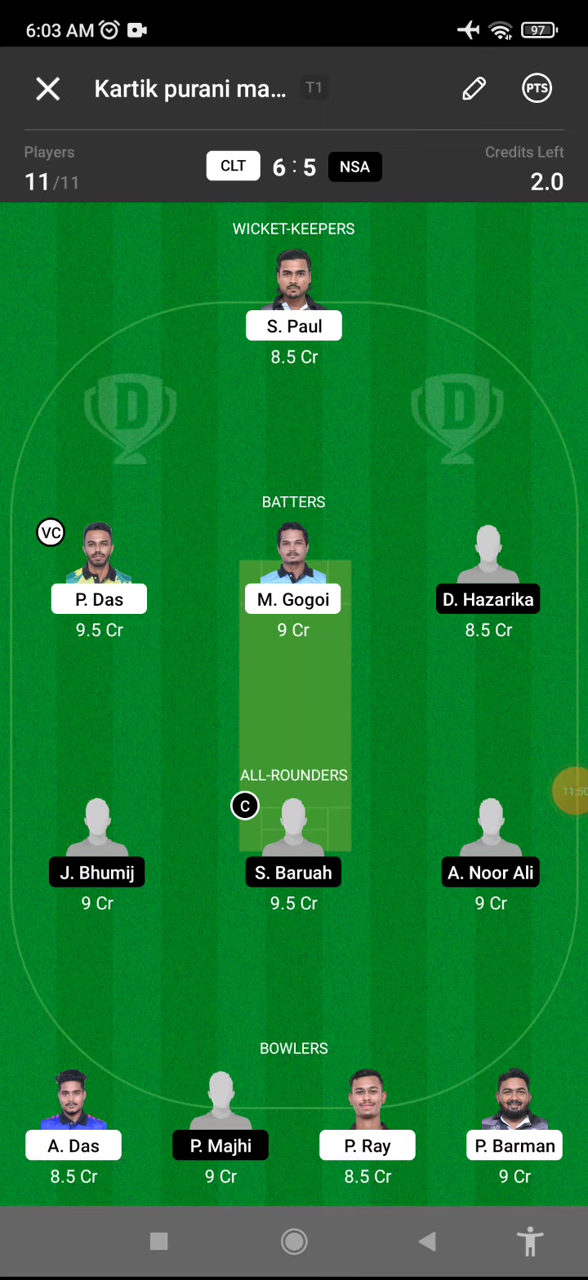 6:03 AM
97
Kartik purani ma... T1
PTS
Players
Credits Left
11/11
CLT 6 : 5 NSA
2.0
WICKET-KEEPERS
S. Paul
8.5 Cr
D D
BATTERS
VC
P. Das M. Gogoi D. Hazarika
9.5 Cr 9 Cr 8.5 Cr
ALL-ROUNDERS
C
J. Bhumij S. Baruah A. Noor Ali
9 Cr 9.5 Cr 9 Cr
BOWLERS
A. Das P. Majhi P. Ray P. Barman
8.5 Cr 9 Cr 8.5 Cr 9 Cr